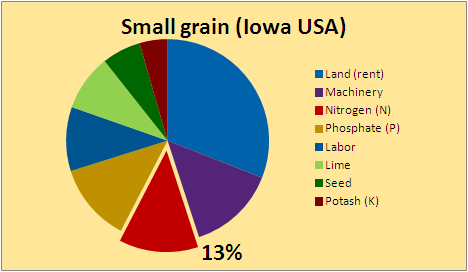 Small grain (Iowa USA)
Land (rent)
Machinery
Nitrogen (N)
Phosphate (P)
Labor
Lime
Seed
Potash (K)
13%